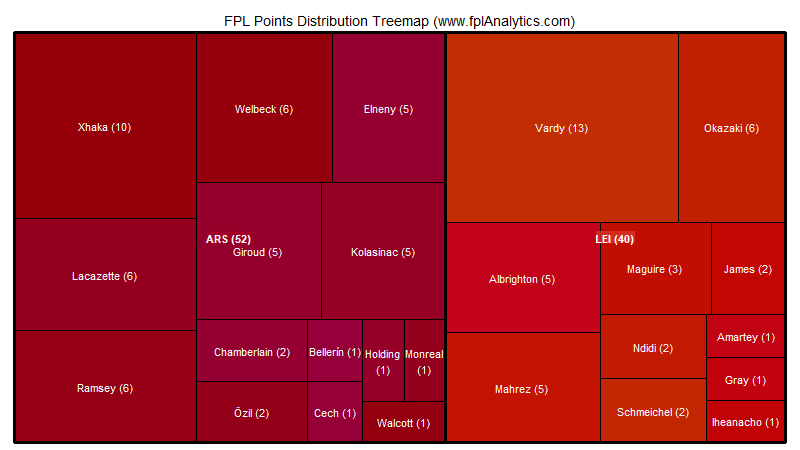 FPL Points Distribution Treemap (www.fplAnalytics.com)
Xhaka (10)
Welbeck (6)
Elneny (5)
Lacazette (6)
ARS (52)
Giroud (5)
Kolasinac (5)
Ramsey (6)
Chamberlain (2)
Bellerín (1)
Holding
(1)
Monreal
(1)
Özil (2)
Cech (1)
Walcott (1)
Vardy (13)
Okazaki (6)
LEI (40)
Albrighton (5)
Maguire (3)
James (2)
Mahrez (5)
Ndidi (2)
Amartey (1)
Gray (1)
Schmeichel (2)
Iheanacho (1)